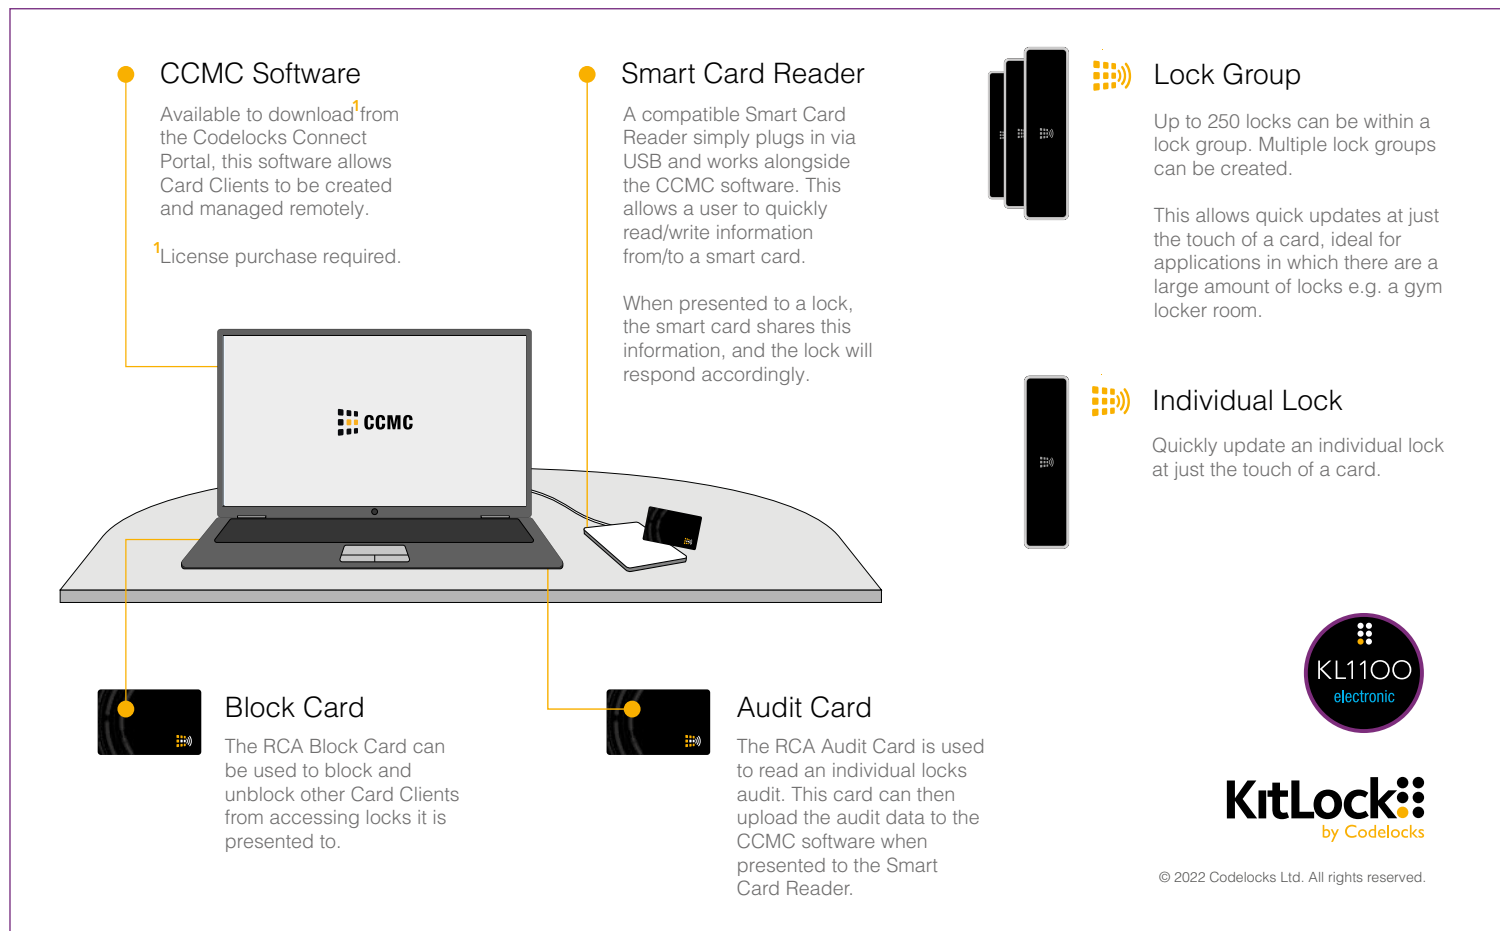 CCMC Software
Available to download1 from
the Codelocks Connect
Portal, this software allows
Card Clients to be created
and managed remotely.
1License purchase required.
CCMC
Smart Card Reader
A compatible Smart Card
Reader simply plugs in via
USB and works alongside
the CCMC software. This
allows a user to quickly
read/write information
from/to a smart card.
When presented to a lock,
the smart card shares this
information, and the lock will
respond accordingly.
Lock Group
Up to 250 locks can be within a
lock group. Multiple lock groups
can be created.
This allows quick updates at just
the touch of a card, ideal for
applications in which there are a
large amount of locks e.g. a gym
locker room.
Individual Lock
Quickly update an individual lock
at just the touch of a card.
Block Card
The RCA Block Card can
be used to block and
unblock other Card Clients
from accessing locks it is
presented to.
Audit Card
The RCA Audit Card is used
to read an individual locks
audit. This card can then
upload the audit data to the
CCMC software when
presented to the Smart
Card Reader.
KL1100
electronic
KitLock
by Codelocks
© 2022 Codelocks Ltd. All rights reserved.